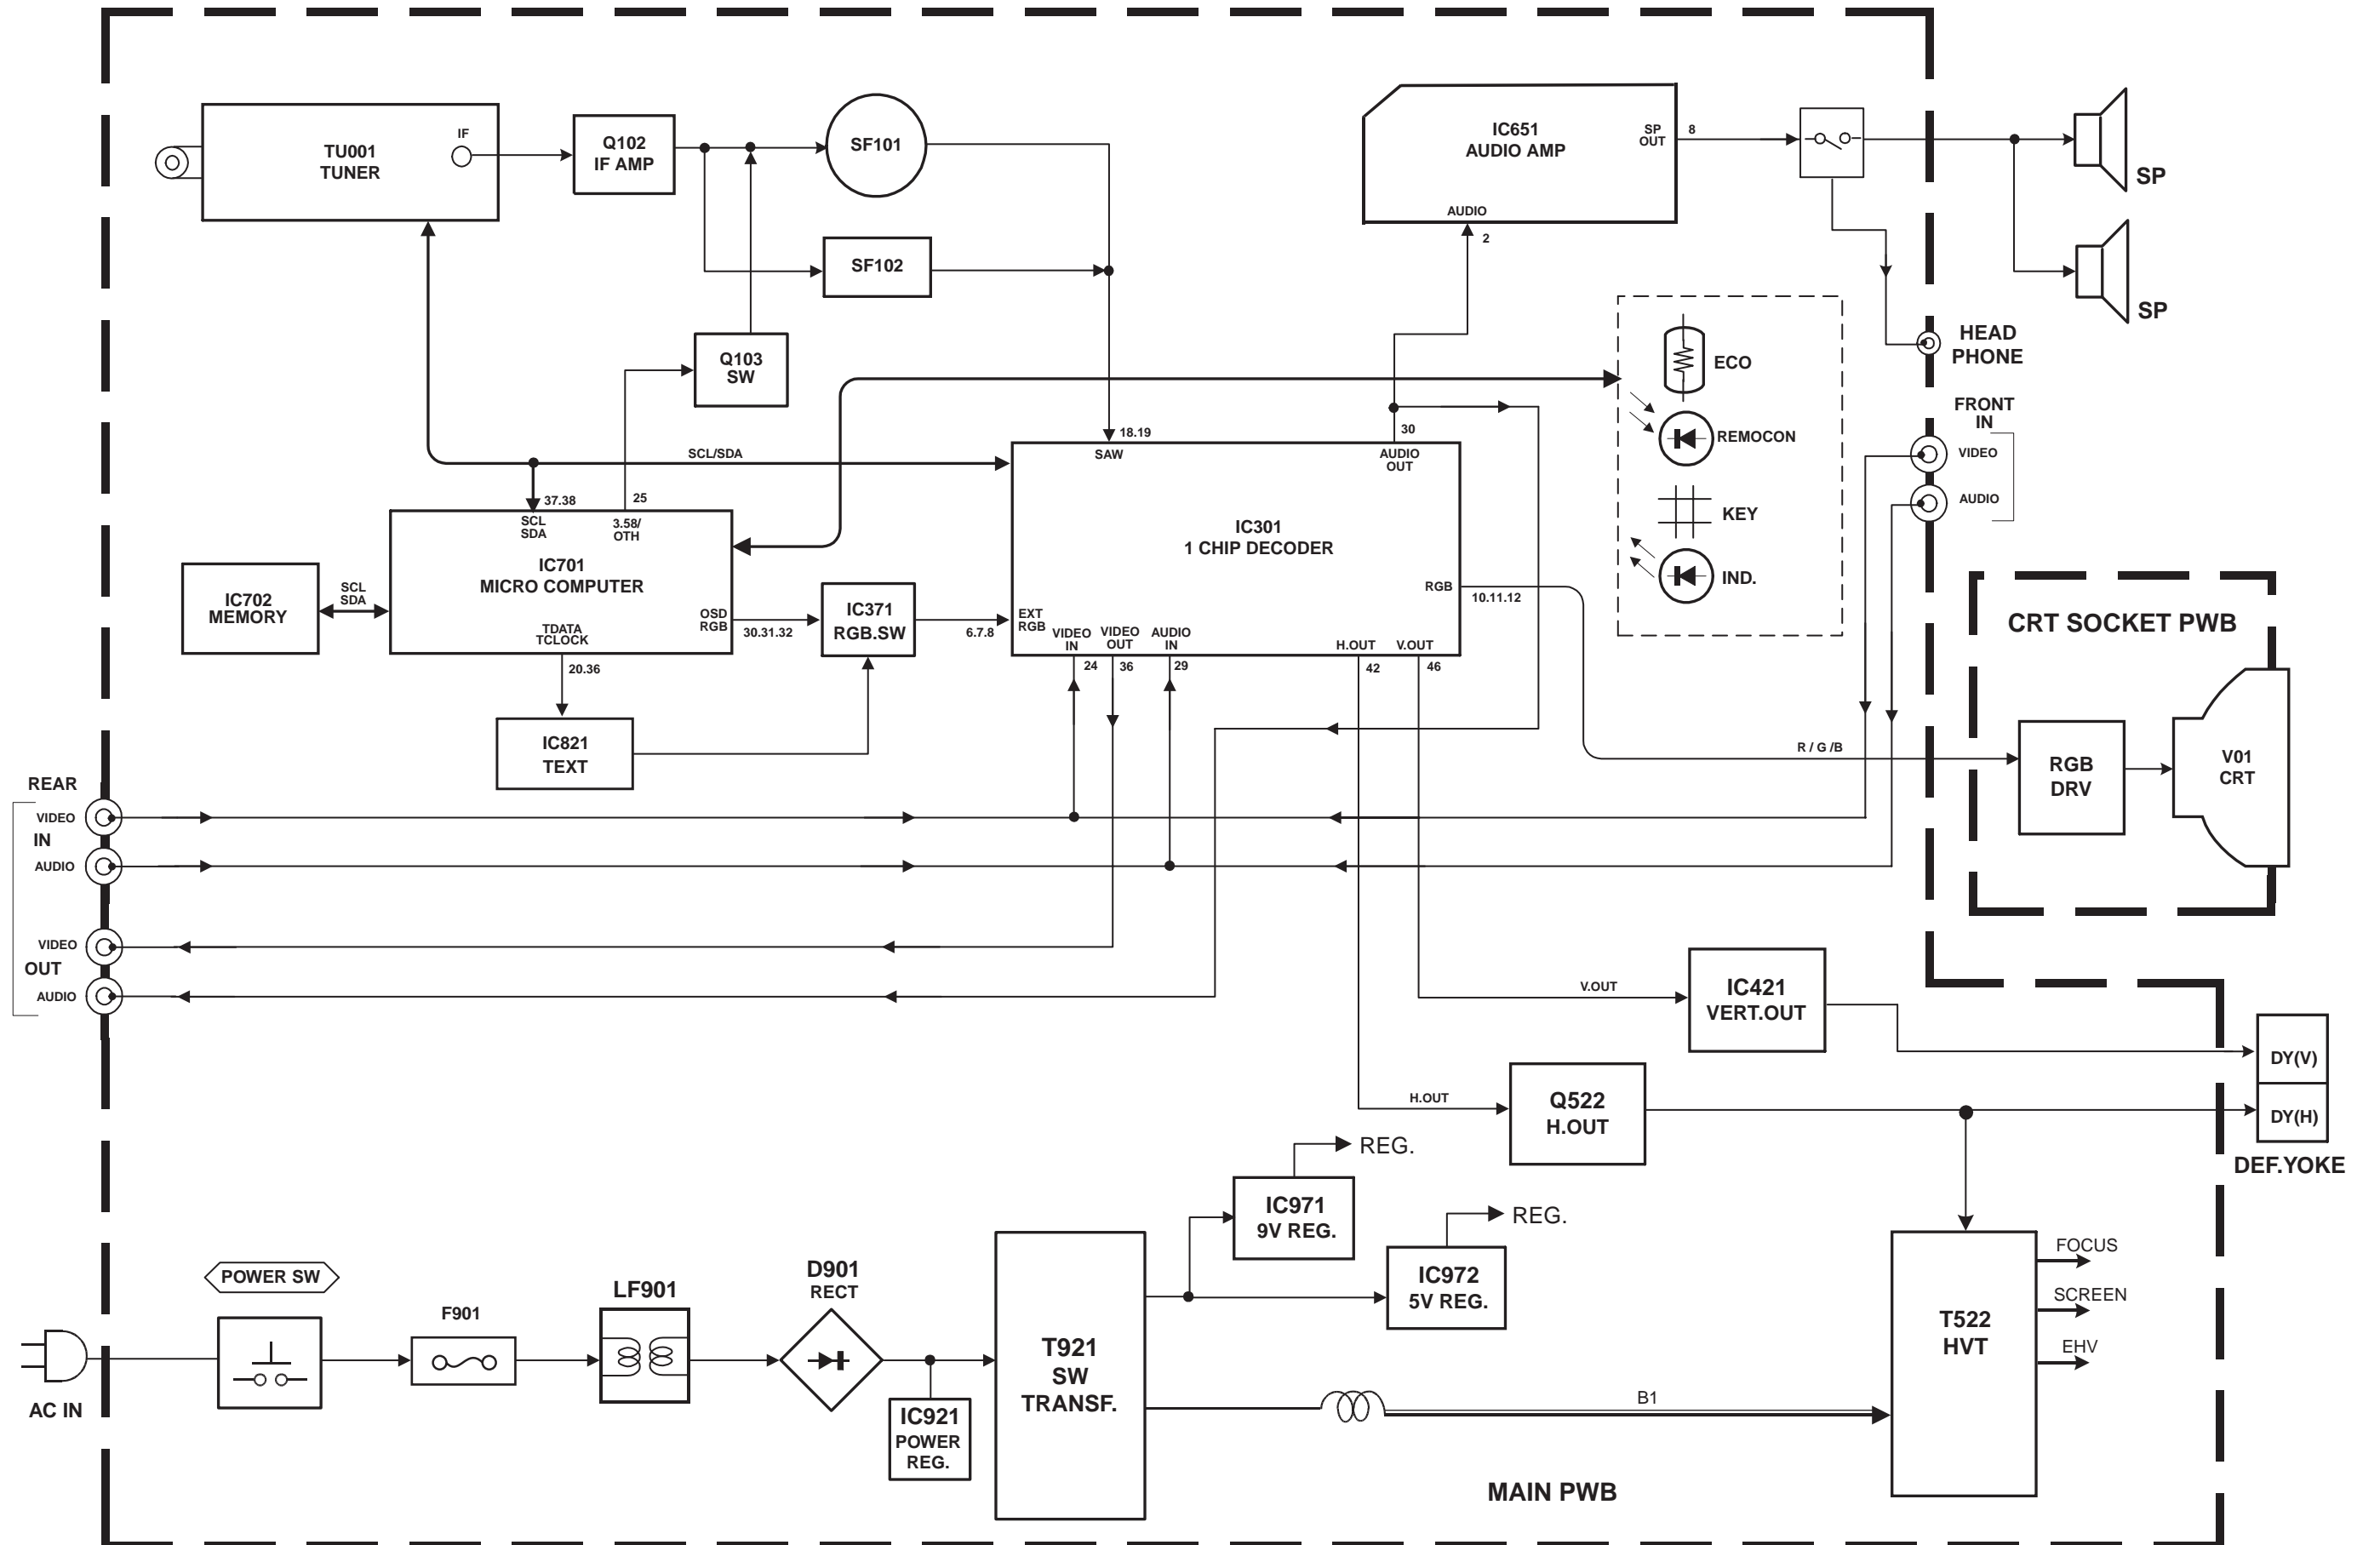 TU001
TUNER
IF
Q102
IF AMP
SF101
SF102
Q103
SW
IC651
AUDIO AMP
SP
OUT
8
AUDIO
2
SP
SP
HEAD
PHONE
ECO
REMOCON
KEY
IND.
FRONT
IN
VIDEO
AUDIO
SCL/SDA
18.19
SAW
30
AUDIO
OUT
37.38
25
SCL
SDA
3.58/
OTH
IC701
MICRO COMPUTER
IC702
MEMORY
SCL
SDA
OSD
RGB
30.31.32
TDATA
TCLOCK
20.36
IC371
RGB.SW
6.7.8
IC301
1 CHIP DECODER
EXT
RGB
VIDEO
IN
24
VIDEO
OUT
36
AUDIO
IN
29
H.OUT
42
V.OUT
46
RGB
10.11.12
IC821
TEXT
R / G /B
CRT SOCKET PWB
RGB
DRV
V01
CRT
REAR
VIDEO
IN
AUDIO
VIDEO
OUT
AUDIO
V.OUT
IC421
VERT.OUT
H.OUT
Q522
H.OUT
DY(V)
DY(H)
DEF.YOKE
REG.
IC971
9V REG.
REG.
IC972
5V REG.
POWER SW
F901
LF901
D901
RECT
AC IN
IC921
POWER
REG.
T921
SW
TRANSF.
B1
T522
HVT
FOCUS
SCREEN
EHV
MAIN PWB